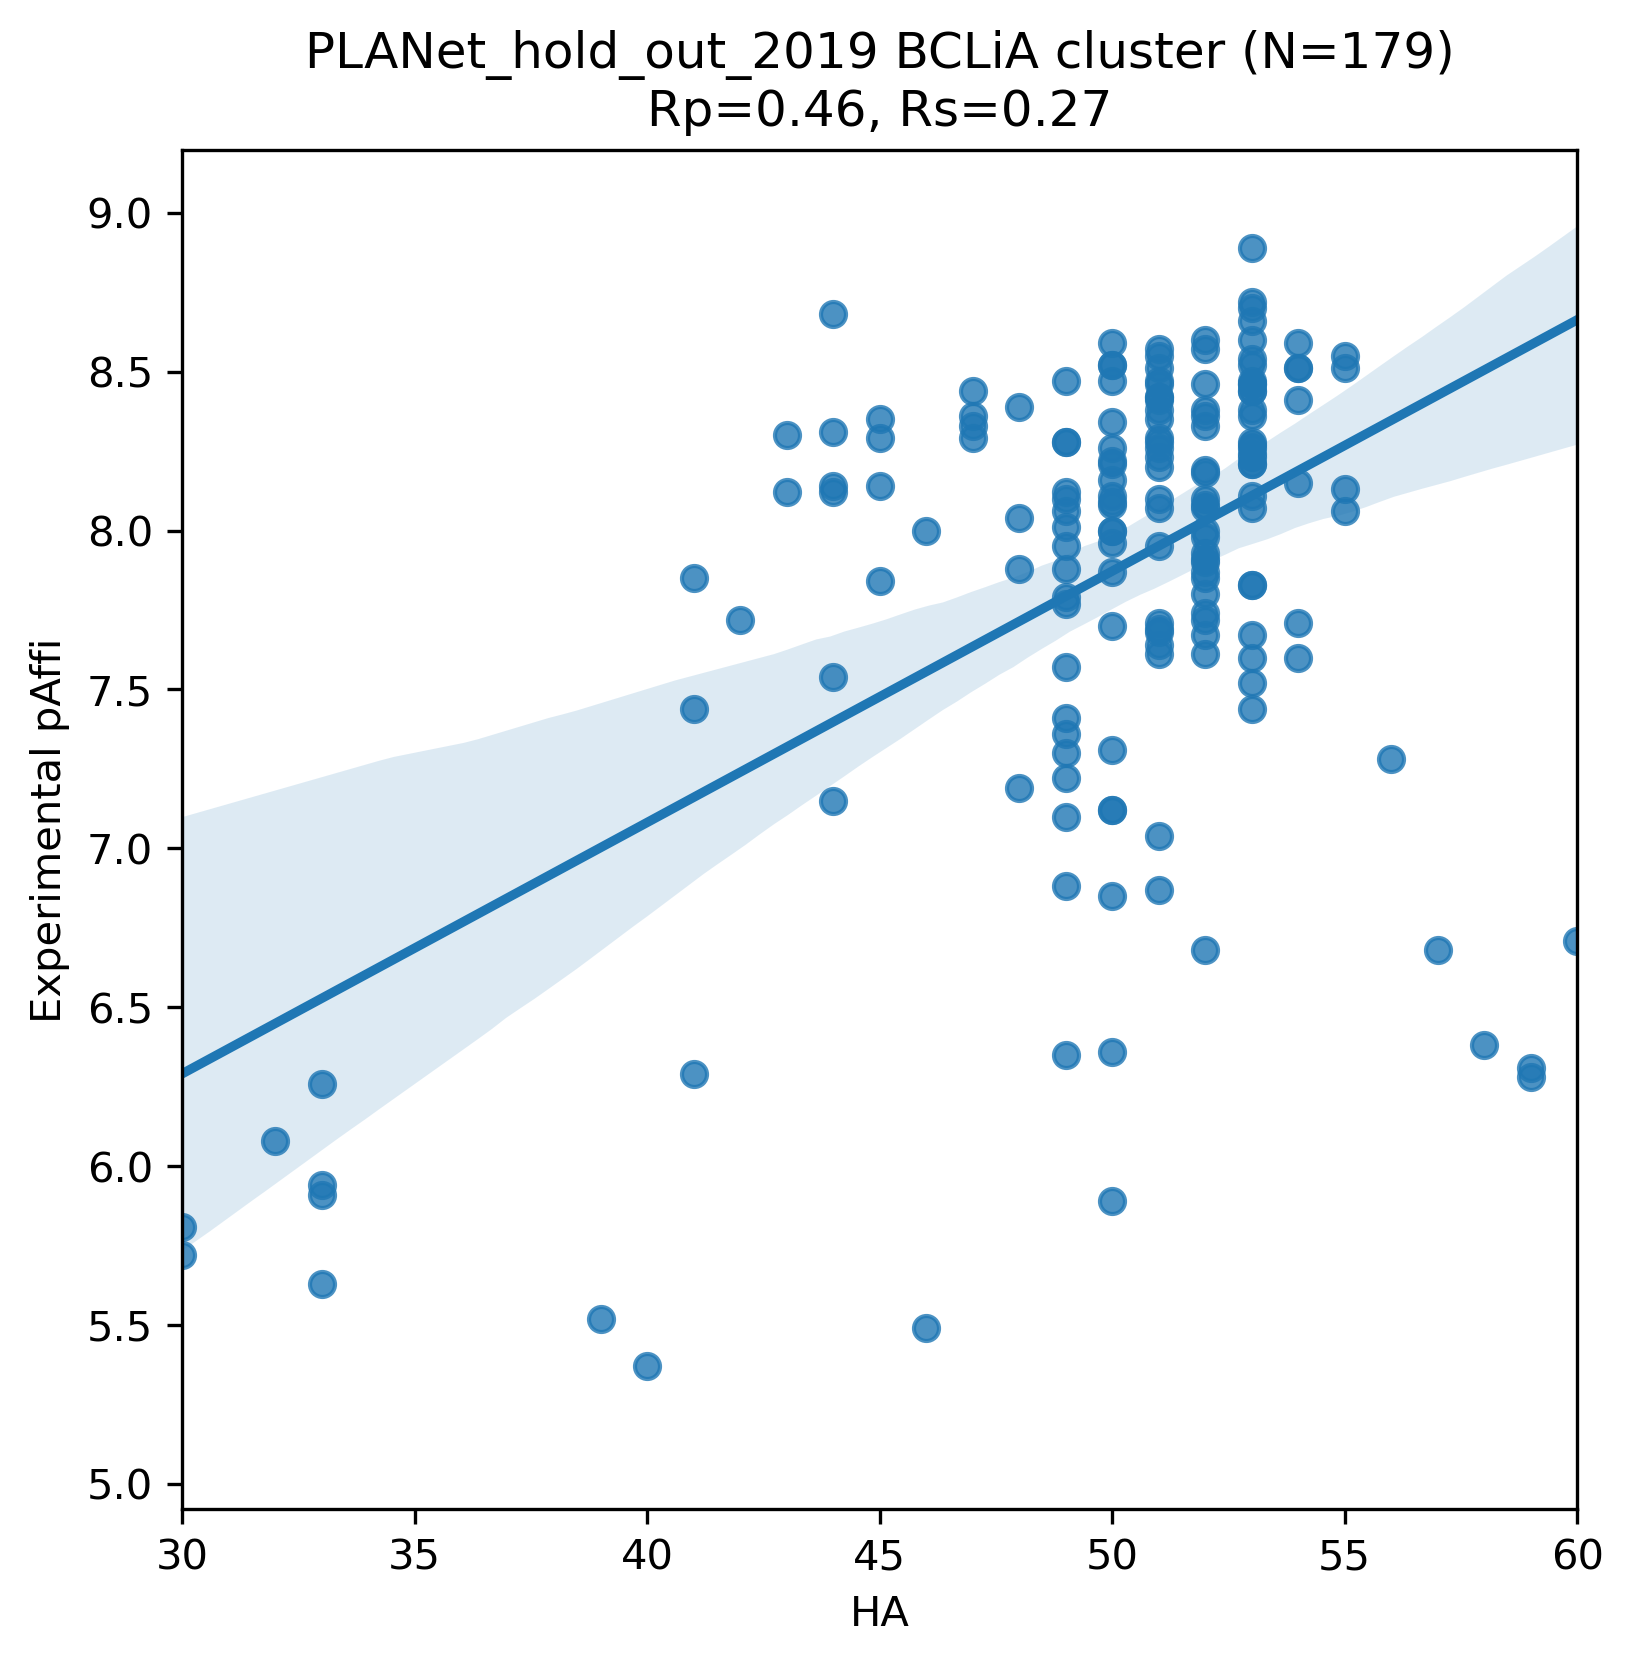 PLANet_hold_out_2019 BCLiA cluster (N=179)
Rp=0.46, Rs=0.27
Experimental pAffi
9.0
8.5
8.0
7.5
7.0
6.5
6.0
5.5
5.0
30 35 40 45 50 55 60
HA